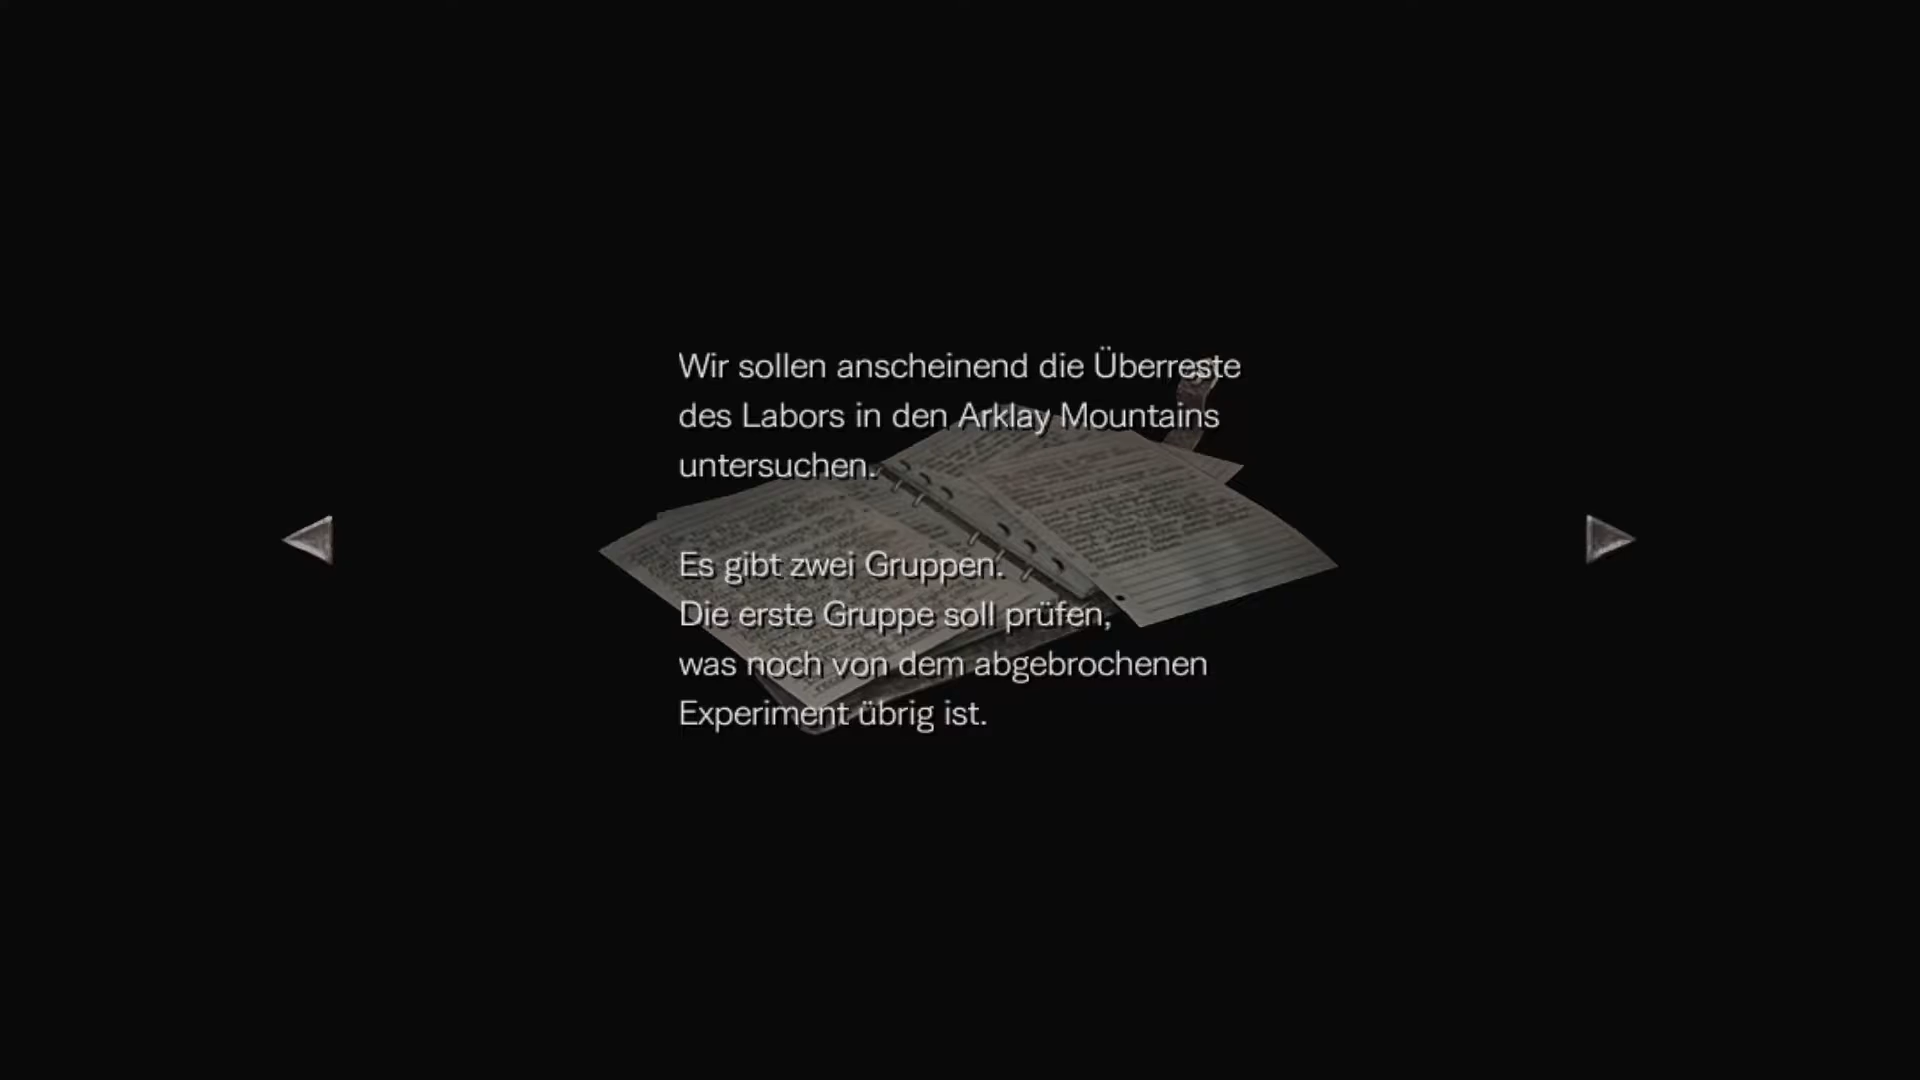 Wir sollen anscheinend die Überreste
des Labors in den Arklay Mountains
untersuchen.
Es gibt zwei Gruppen.
Die erste Gruppe soll prüfen,
was noch von dem abgebrochenen
Experiment übrig ist.